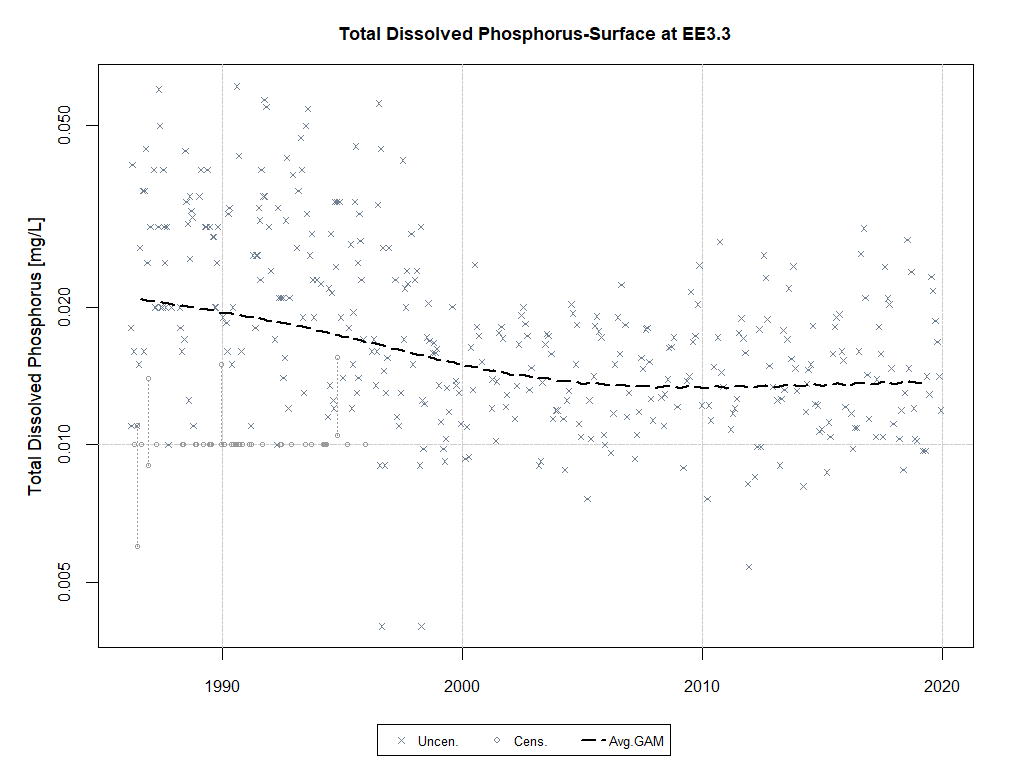 Total Dissolved Phosphorus-Surface at EE3.3
Total Dissolved Phosphorus [mg/L]
0.050
0.020
0.010
0.005
1990 2000 2010 2020
Uncen. Cens. Avg.GAM